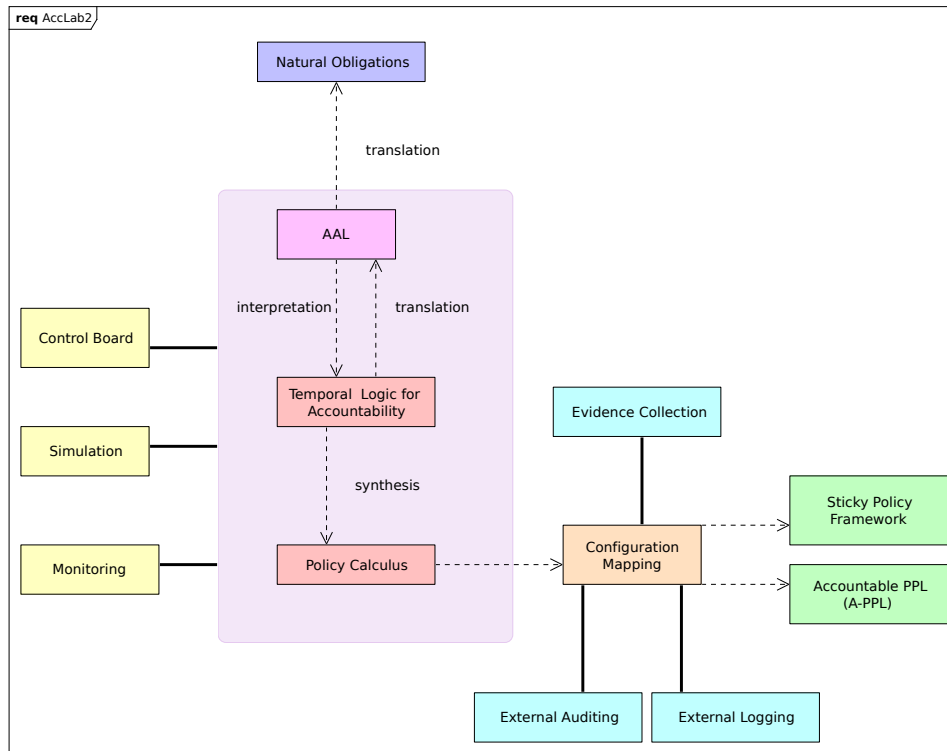 req AccLab2
Natural Obligations
translation
AAL
interpretation
translation
Control Board
Temporal Logic for
Accountability
Evidence Collection
Simulation
synthesis
Sticky Policy
Framework
Configuration
Mapping
Monitoring
Policy Calculus
Accountable PPL
(A-PPL)
External Auditing
External Logging